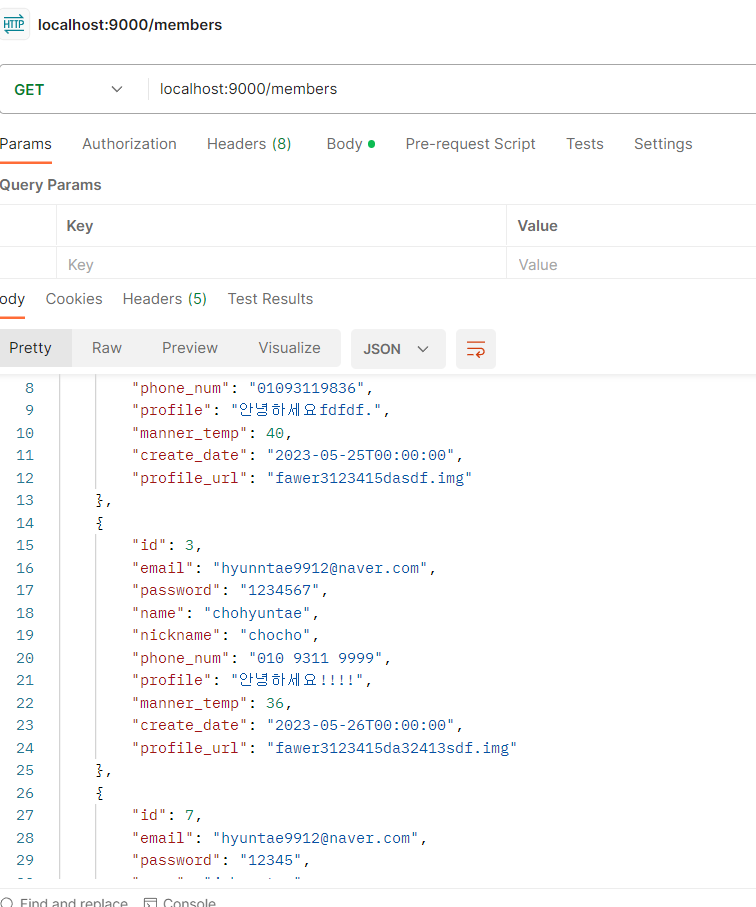 HTTP localhost:9000/members
GET localhost:9000/members
Params Authorization Headers (8) Body Pre-request Script Tests Settings
Query Params
Key Value
Key Value
ody Cookies Headers (5) Test Results
Pretty Raw Preview Visualize JSON
8 "phone_num": "01093119836",
9 "profile": "안녕하세요fdfdf.",
10 "manner_temp": 40,
11 "create_date": "2023-05-25T00:00:00",
12 "profile_url": "fawer3123415dasdf.img"
13 },
14 {
15 "id": 3,
16 "email": "hyunntae9912@naver.com",
17 "password": "1234567",
18 "name": "chohyuntae",
19 "nickname": "chocho",
20 "phone_num": "010 9311 9999",
21 "profile": "안녕하세요!!!!",
22 "manner_temp": 36,
23 "create_date": "2023-05-26T00:00:00",
24 "profile_url": "fawer3123415da32413sdf.img"
25 },
26 {
27 "id": 7,
28 "email": "hyuntae9912@naver.com",
29 "password": "12345",
Find and replace Console